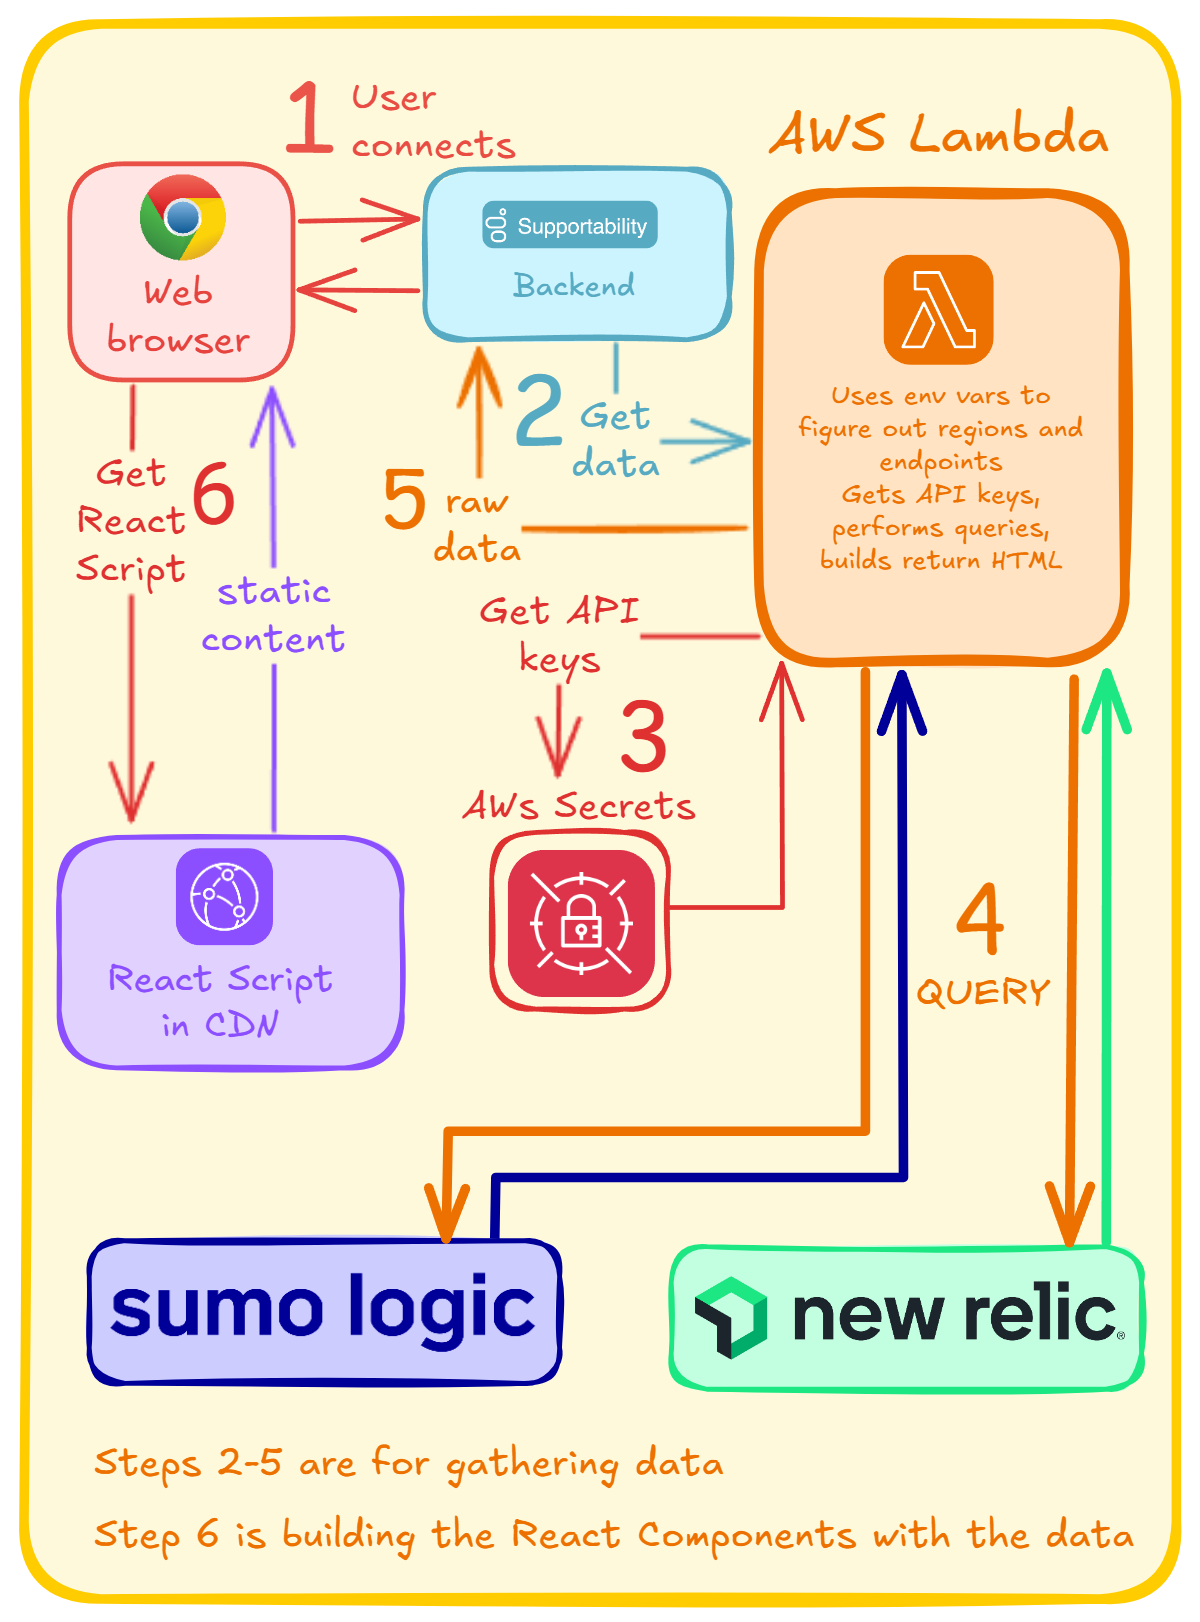 1
User
connects
AWS Lambda
Supportability
Backend
Web
browser
Uses env vars to
figure out regions and
endpoints
Gets API keys,
performs queries,
builds return HTML
2
Get
data
5
raw
data
6
Get
React
Script
static
content
Get API
keys
3
AWs Secrets
React Script
in CDN
4
QUERY
sumo logic
new relic®
Steps 2-5 are for gathering data
Step 6 is building the React Components with the data